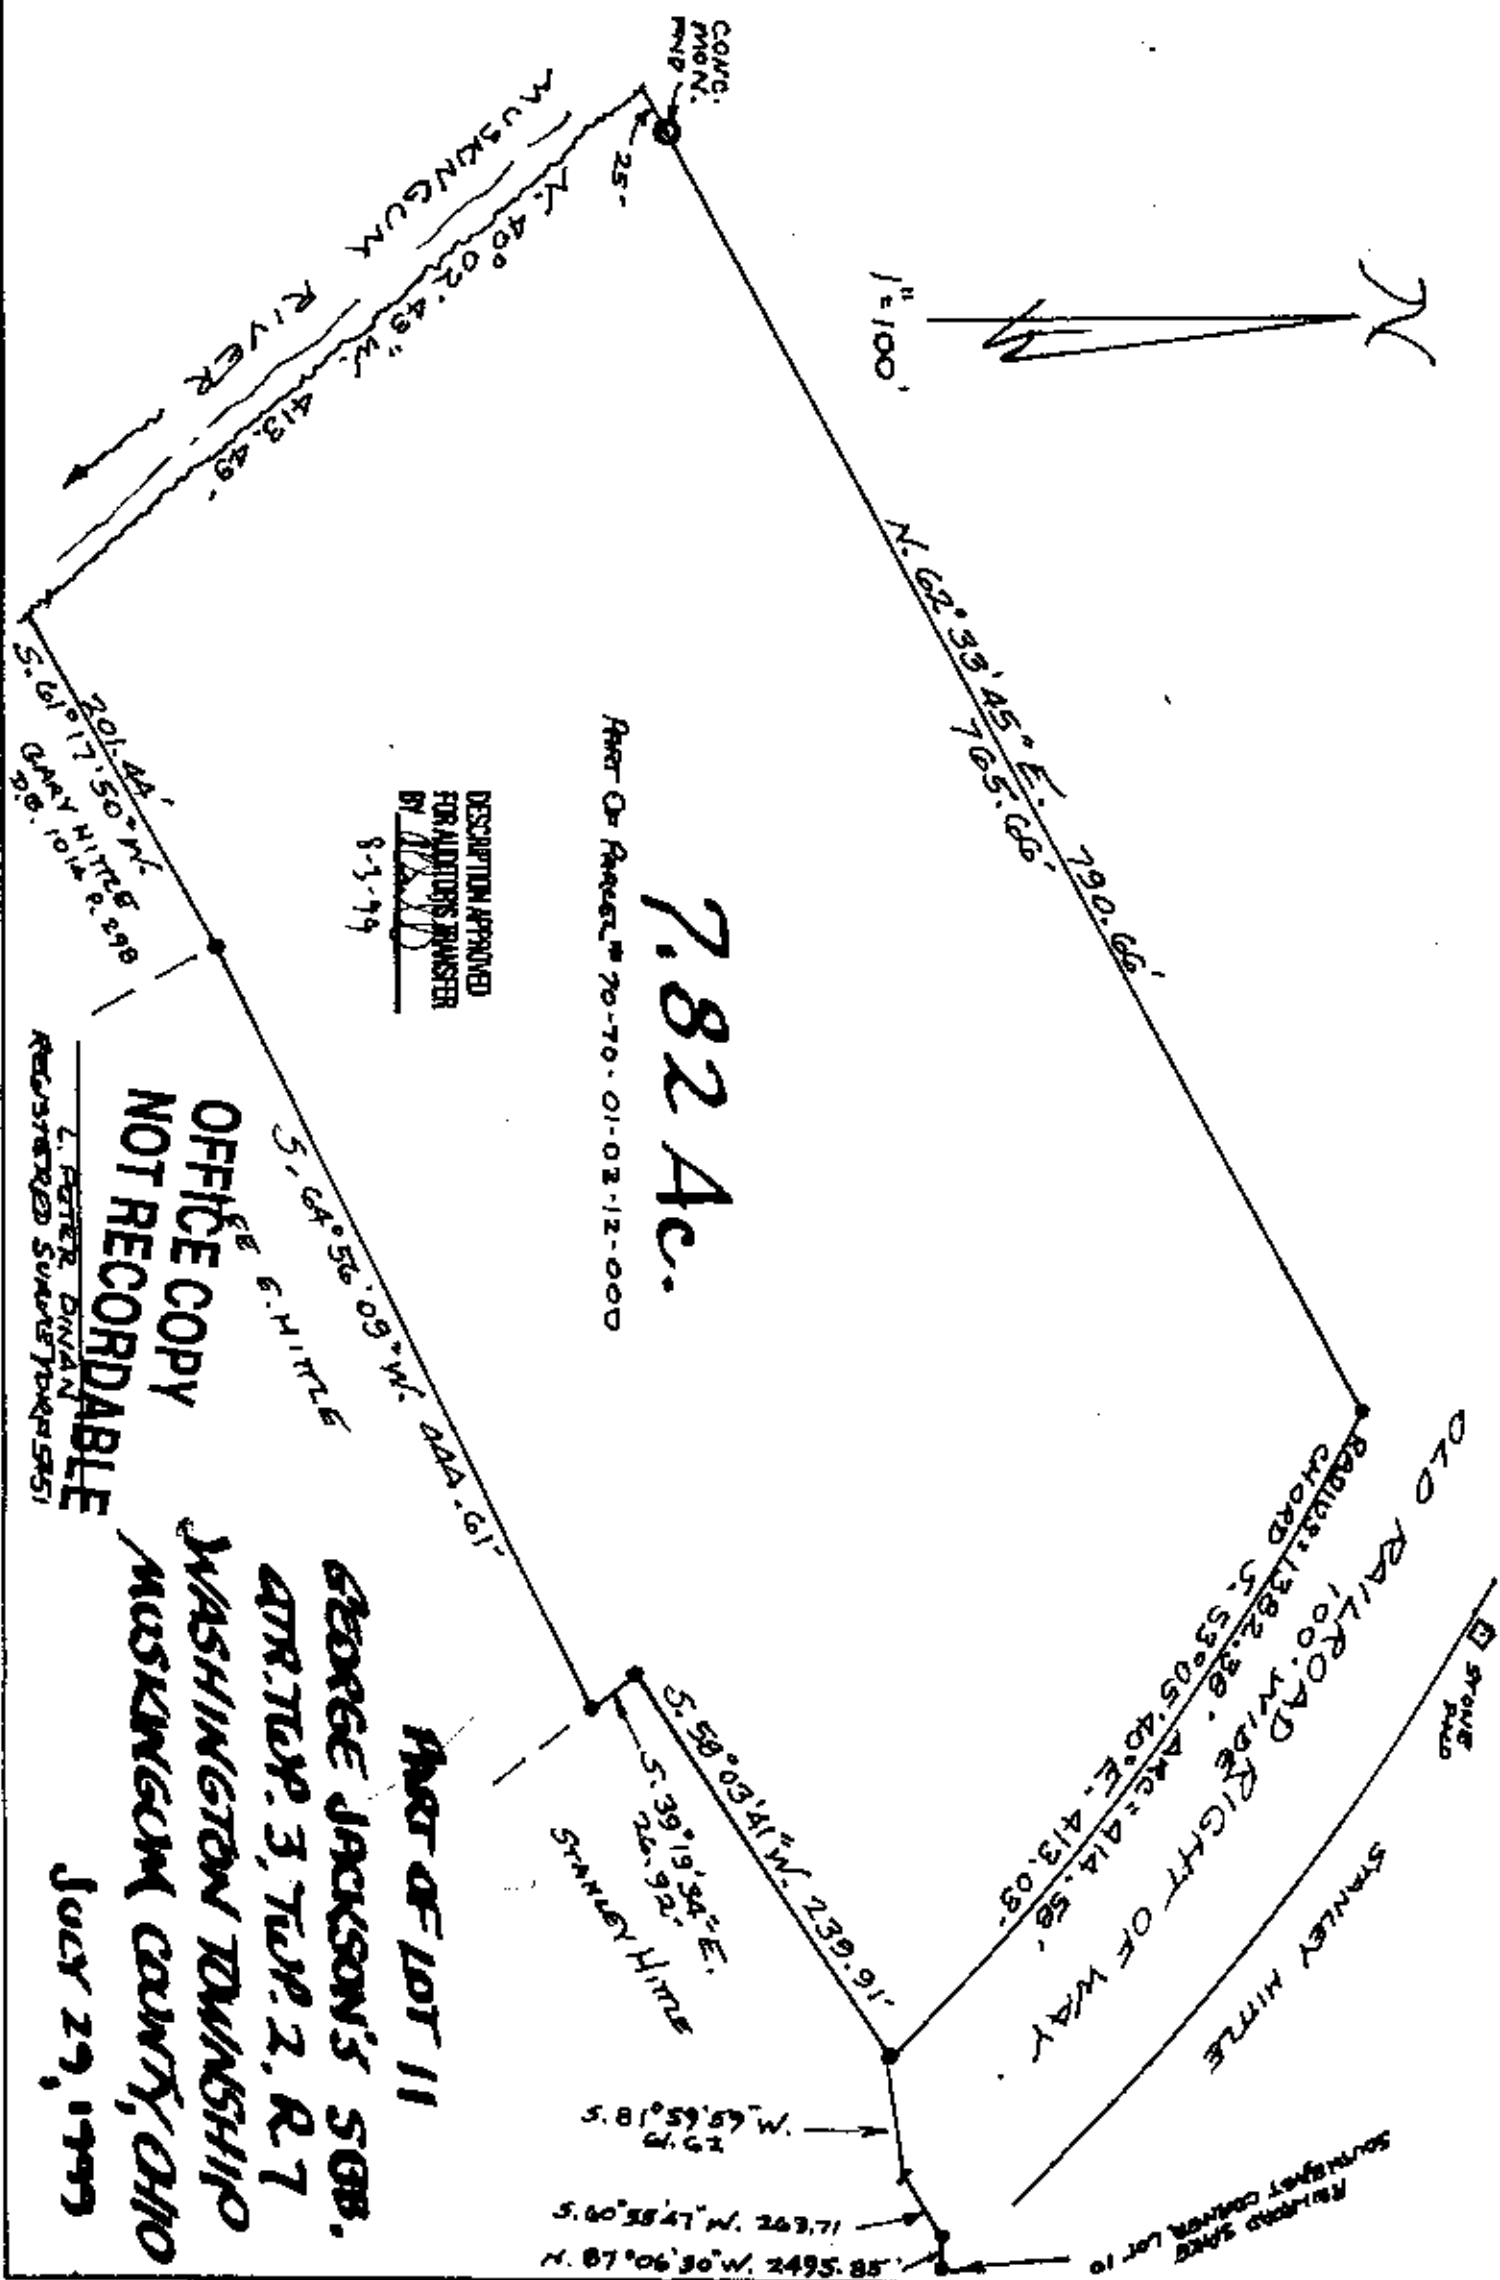 N
1"=100'
CONC.
MON.
FND
25'
N. 62°33'45" E.
790.66'
765.66'
MUSKINGUM RIVER
N. 40°02'49" W. 413.49'
201.44'
S. 61°17'50" W.
GARY HITTLE
D.B. 1014 P. 298
7.82 Ac.
PART OF PARCEL # 70-70-01-02-12-000
DESCRIPTION APPROVED
FOR AUDITORS TRANSFER
BY
8-3-99
S. 64°56'09" W. 444.61'
E. HITTLE
OFFICE COPY
NOT RECORDABLE
L. PETER DINAN
REGISTERED SURVEYOR #5451
STONE
FND
STANLEY HITTLE
OLD RAILROAD RIGHT OF WAY
100' WIDE
RADIUS=1382.38' ARC=414.58'
CHORD S. 53°05'40" E. 413.03'
S. 58°03'41" W. 239.91'
S. 39°19'34" E.
26.92'
STANLEY HITTLE
S. 81°59'59" W.
61.62
S. 60°55'47" W. 263.71
N. 87°06'30" W. 2495.85'
RAILROAD SPIKE
SOUTHEAST CORNER, LOT 10
PART OF LOT 11
GEORGE JACKSON'S SUB.
QTR. TWP. 3, TWP. 2, R 7
WASHINGTON TOWNSHIP
MUSKINGUM COUNTY, OHIO
JULY 29, 1999